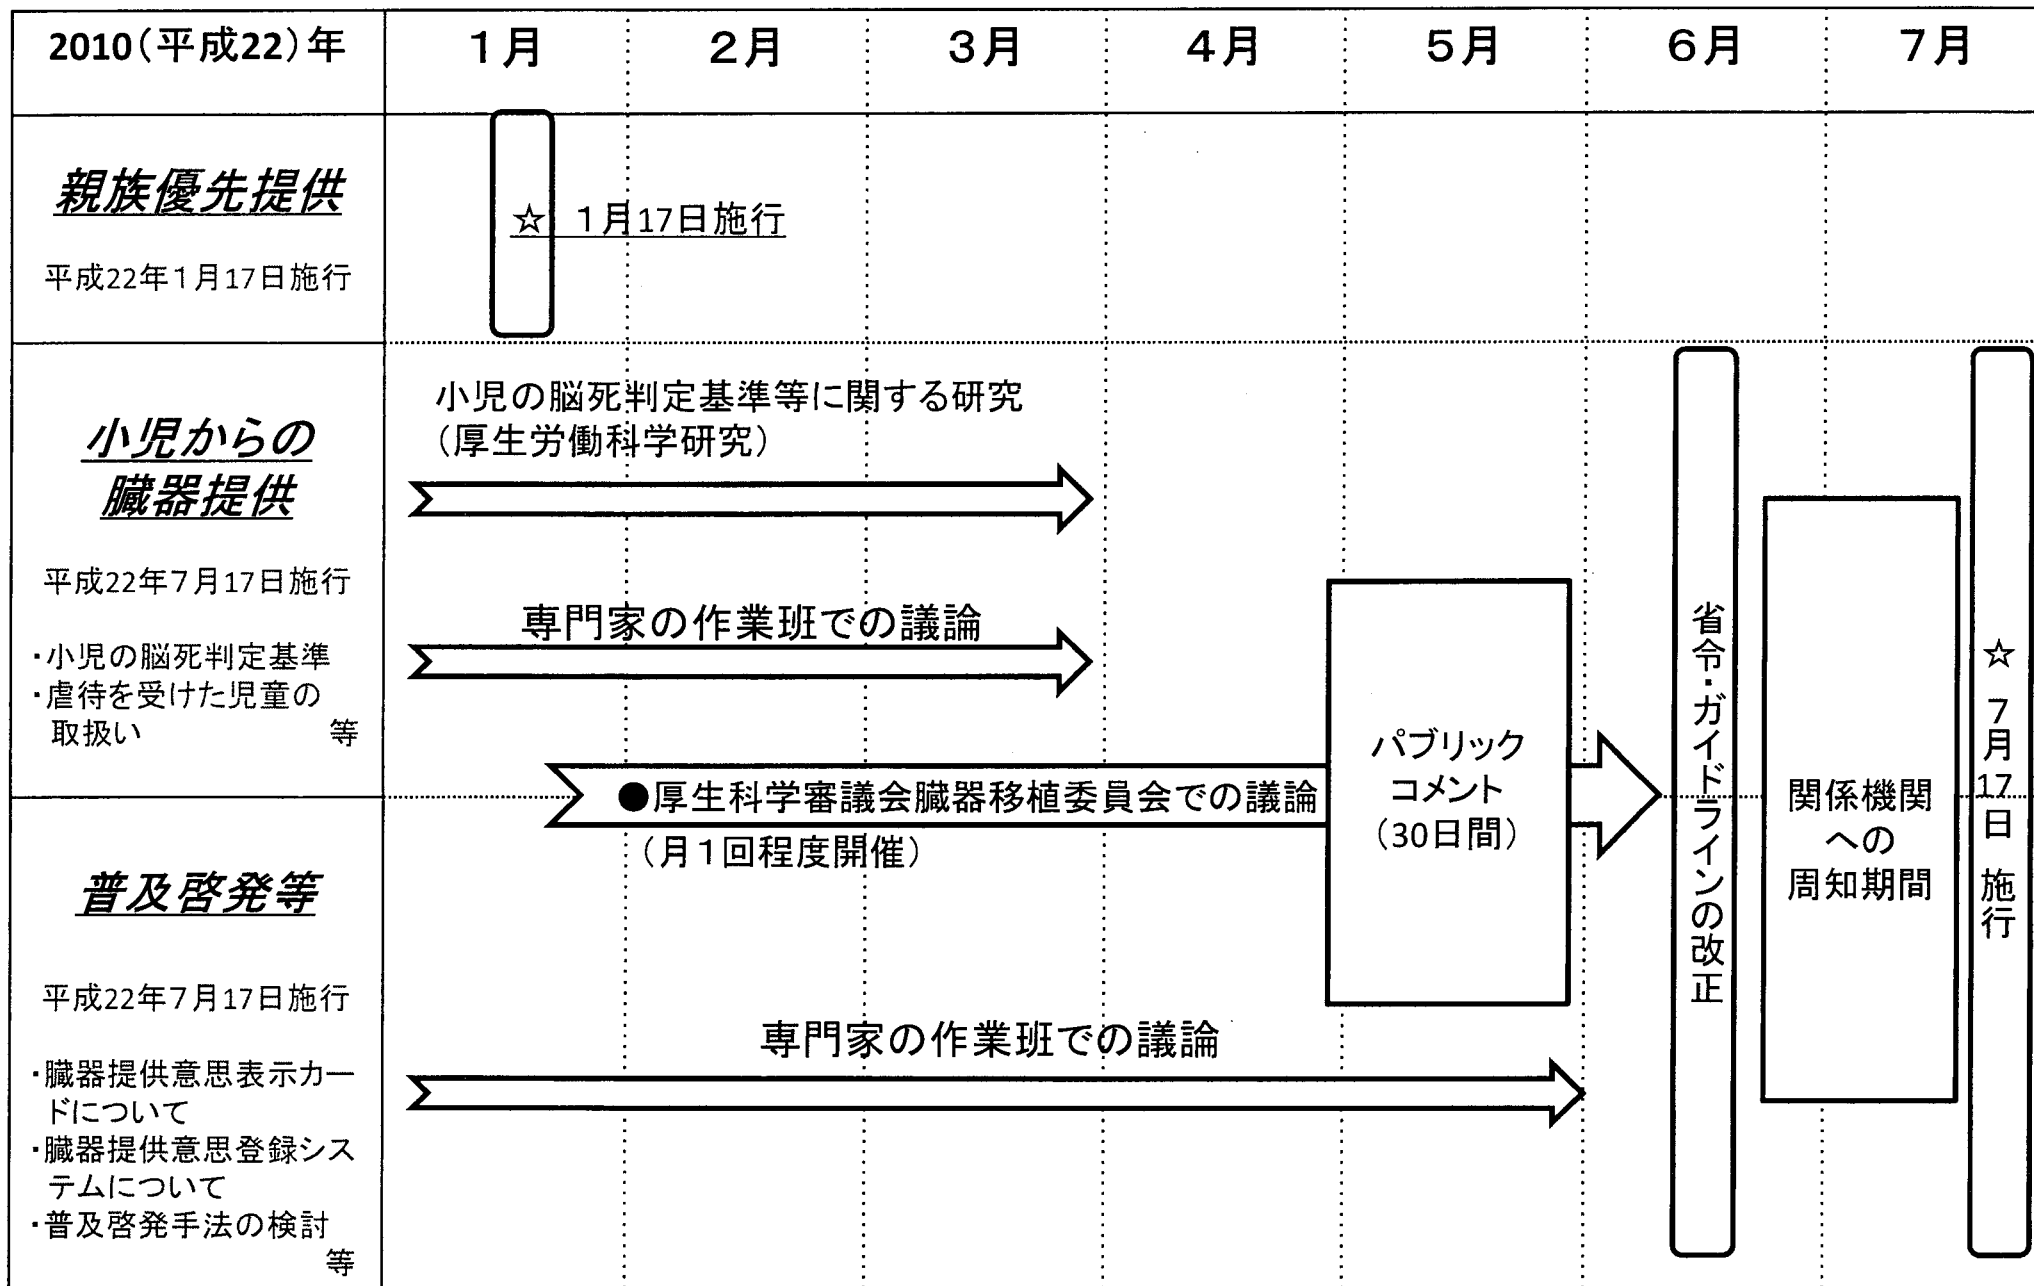 2010(平成22)年
1月
2月
3月
4月
5月
6月
7月
親族優先提供
平成22年1月17日施行
☆ 1月17日施行
小児からの
臓器提供
平成22年7月17日施行
・小児の脳死判定基準
・虐待を受けた児童の
取扱い 等
小児の脳死判定基準等に関する研究
(厚生労働科学研究)
専門家の作業班での議論
●厚生科学審議会臓器移植委員会での議論
(月1回程度開催)
パブリック
コメント
(30日間)
省令・ガイドラインの改正
関係機関
への
周知期間
☆ 7月17日 施行
普及啓発等
平成22年7月17日施行
・臓器提供意思表示カー
ドについて
・臓器提供意思登録シス
テムについて
・普及啓発手法の検討
等
専門家の作業班での議論